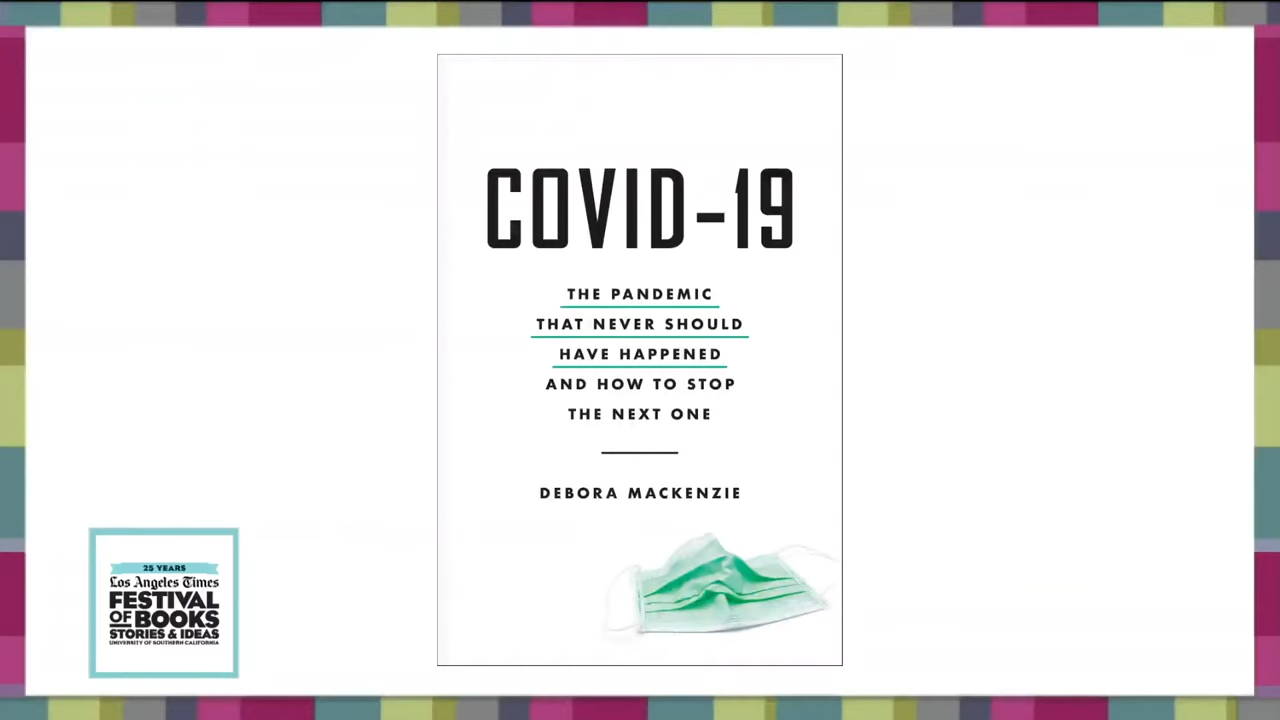 COVID-19
THE PANDEMIC
THAT NEVER SHOULD
HAVE HAPPENED
AND HOW TO STOP
THE NEXT ONE
DEBORA MACKENZIE
25 YEARS
Los Angeles Times
FESTIVAL
OF BOOKS
STORIES & IDEAS
UNIVERSITY OF SOUTHERN CALIFORNIA